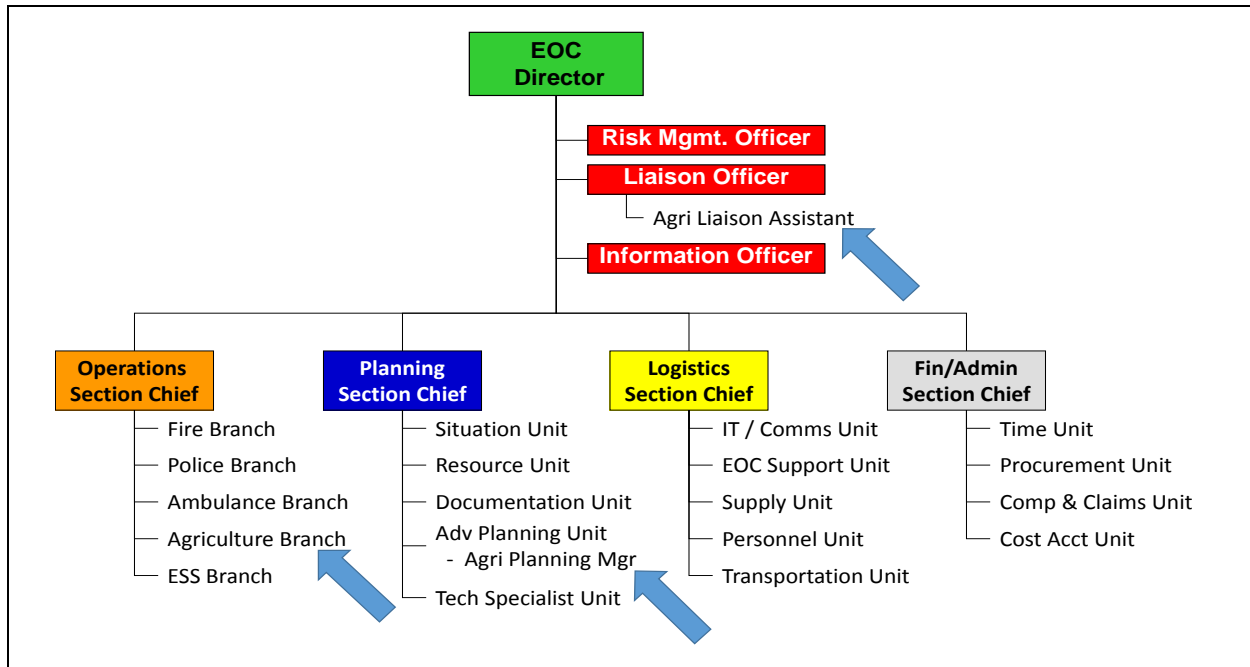 EOC
Director
Risk Mgmt. Officer
Liaison Officer
Agri Liaison Assistant
Information Officer
Operations
Section Chief
Fire Branch
Police Branch
Ambulance Branch
Agriculture Branch
ESS Branch
Planning
Section Chief
Situation Unit
Resource Unit
Documentation Unit
Adv Planning Unit
- Agri Planning Mgr
Tech Specialist Unit
Logistics
Section Chief
IT / Comms Unit
EOC Support Unit
Supply Unit
Personnel Unit
Transportation Unit
Fin/Admin
Section Chief
Time Unit
Procurement Unit
Comp & Claims Unit
Cost Acct Unit